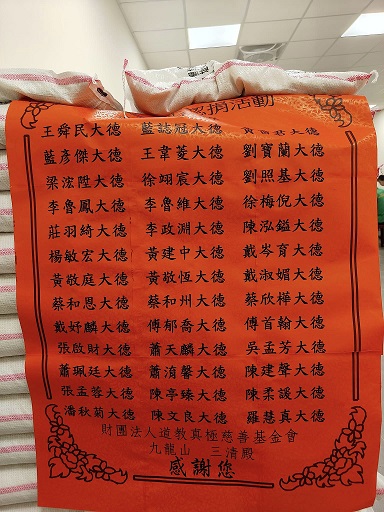 認捐活動
王舜民大德 藍誌冠大德 黃晉君大德
藍彥傑大德 王韋菱大德 劉寶蘭大德
梁浤陞大德 徐翊宸大德 劉照基大德
李魯鳳大德 李魯維大德 徐梅倪大德
莊羽綺大德 李政淵大德 陳泓鎰大德
楊敏宏大德 黃建中大德 戴岑育大德
黃敬庭大德 黃敬恆大德 戴淑媚大德
蔡和恩大德 蔡和州大德 蔡欣樺大德
戴妤麟大德 傅郁喬大德 傅首翰大德
張啟財大德 蕭天麟大德 吳孟芳大德
蕭珮廷大德 蕭湞馨大德 陳建聲大德
張孟蓉大德 陳亭臻大德 陳柔諼大德
潘秋菊大德 陳文良大德 羅慧真大德
財團法人道教真極慈善基金會
九龍山 三清殿
感謝您